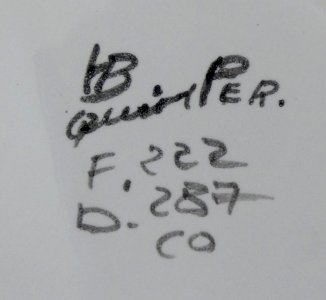 HB
Quimper.
F. 222
D. 287
CO